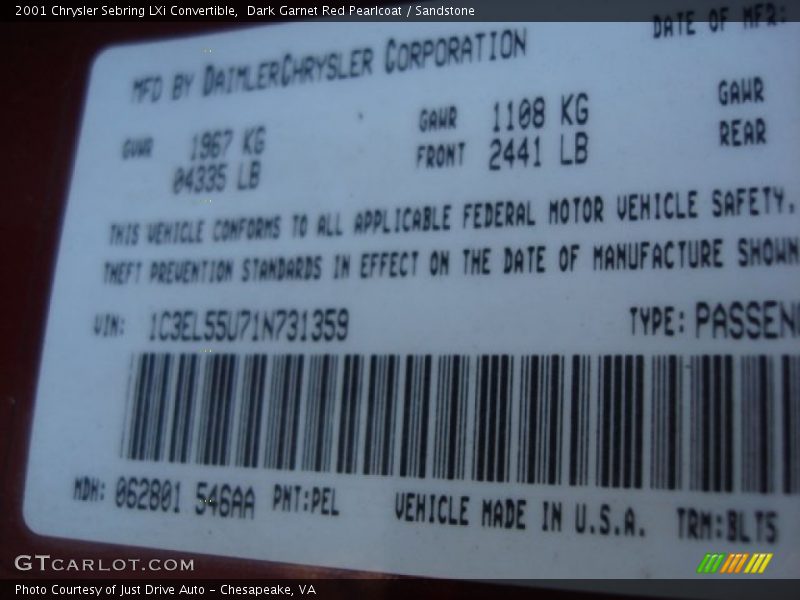 2001 Chrysler Sebring LXi Convertible, Dark Garnet Red Pearlcoat / Sandstone
DATE OF MFR:
MFD BY DAIMLERCHRYSLER CORPORATION
GVWR 1967 KG GAWR 1108 KG GAWR
04335 LB FRONT 2441 LB REAR
THIS VEHICLE CONFORMS TO ALL APPLICABLE FEDERAL MOTOR VEHICLE SAFETY,
THEFT PREVENTION STANDARDS IN EFFECT ON THE DATE OF MANUFACTURE SHOWN
VIN: 1C3EL55U71N731359 TYPE: PASSEN
MDH: 062801 546AA PNT:PEL VEHICLE MADE IN U.S.A. TRM:BLT5
GTCARLOT.COM
Photo Courtesy of Just Drive Auto - Chesapeake, VA